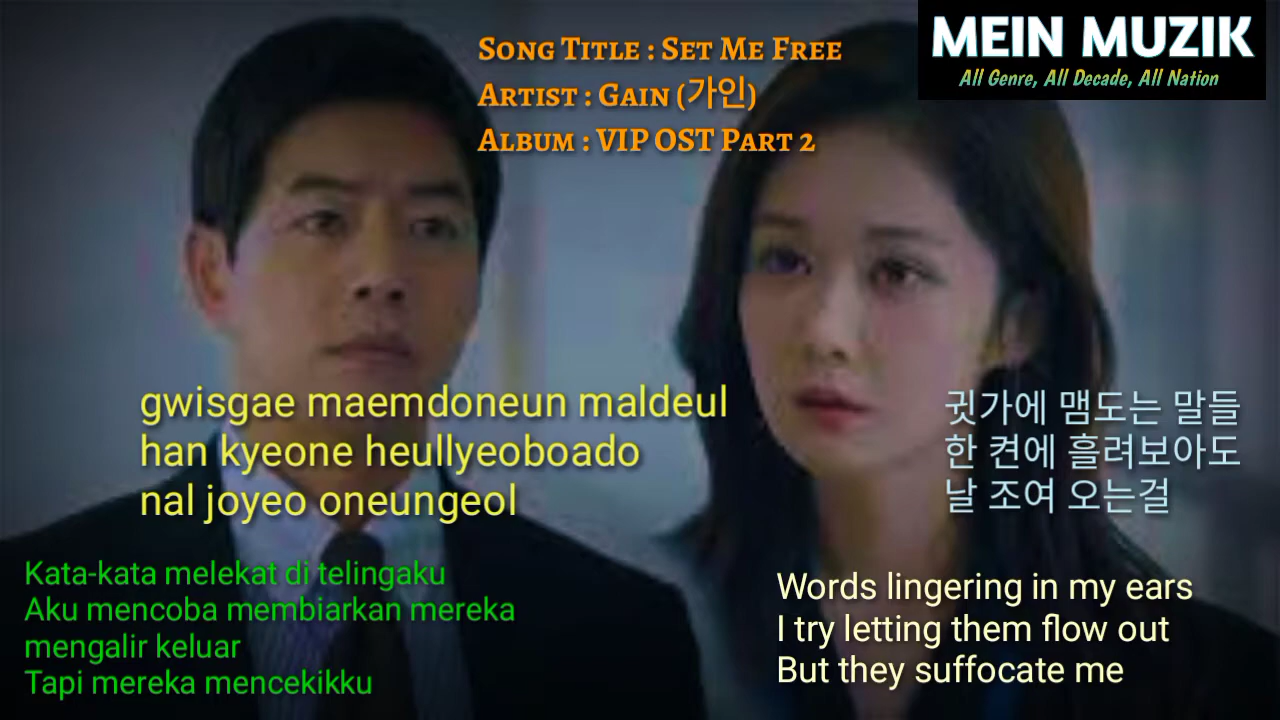 Song Title : Set Me Free
Artist : Gain (가인)
Album : VIP OST Part 2
MEIN MUZIK
All Genre, All Decade, All Nation
gwisgae maemdoneun maldeul
han kyeone heullyeoboado
nal joyeo oneungeol
귓가에 맴도는 말들
한 켠에 흘려보아도
날 조여 오는걸
Kata-kata melekat di telingaku
Aku mencoba membiarkan mereka
mengalir keluar
Tapi mereka mencekikku
Words lingering in my ears
I try letting them flow out
But they suffocate me